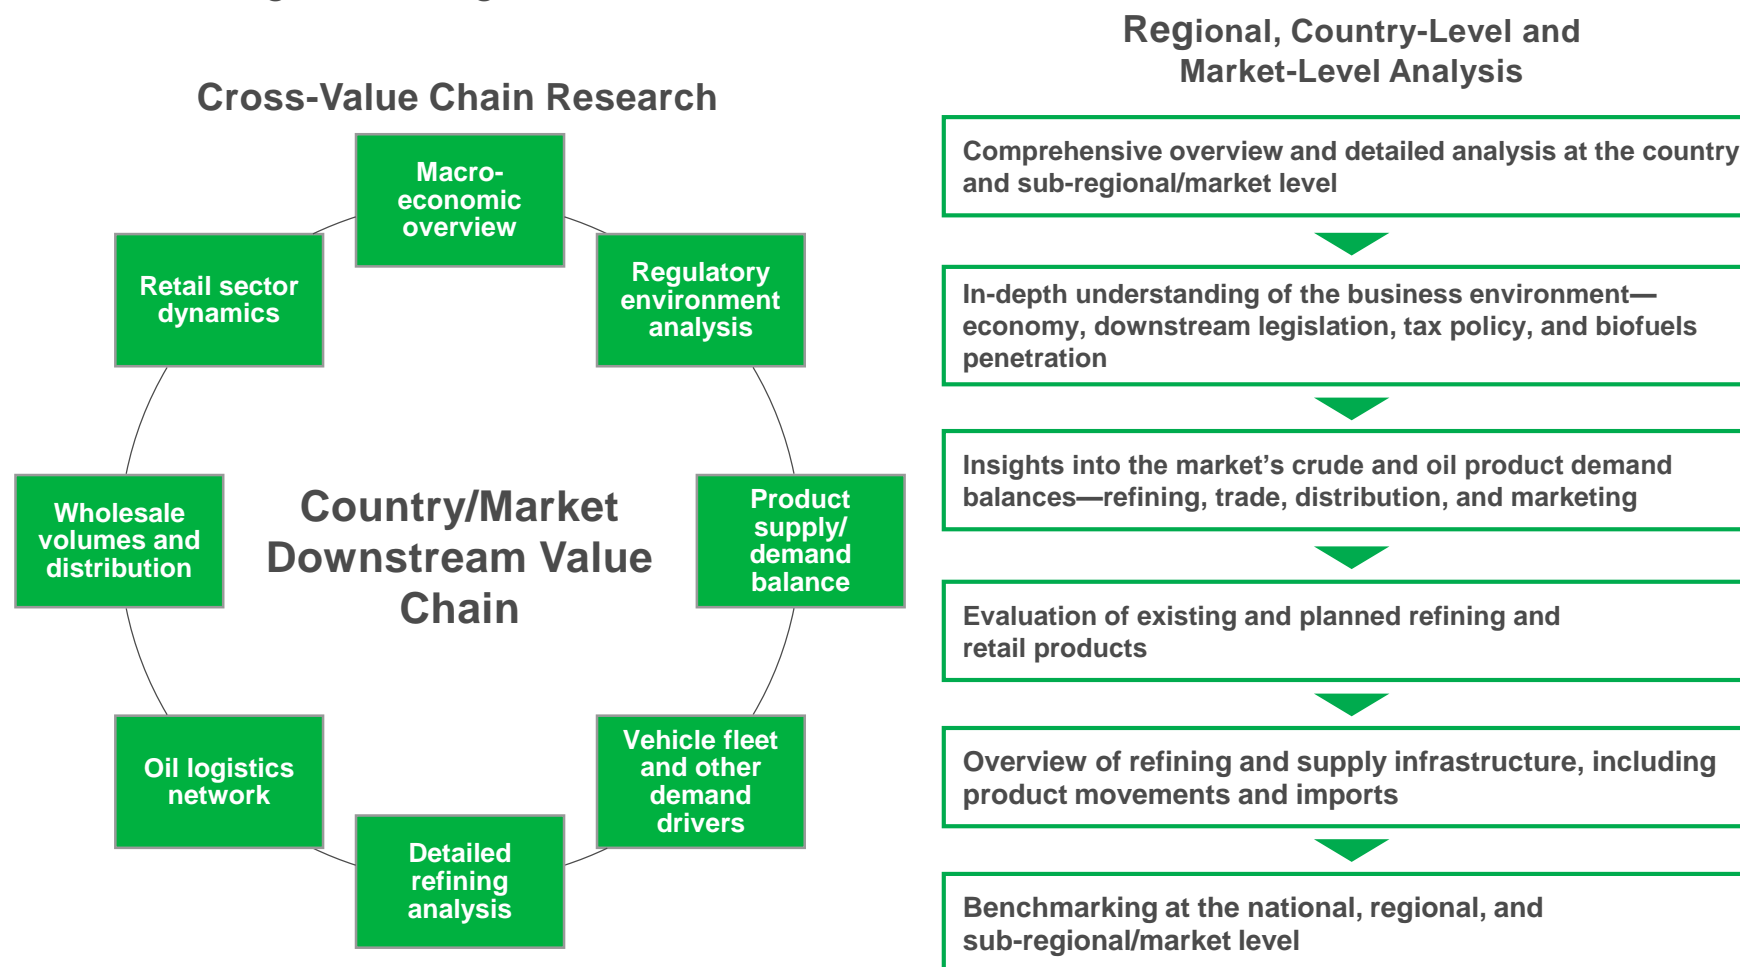 Cross-Value Chain Research
Macro-
economic
overview
Regulatory
environment
analysis
Product
supply/
demand
balance
Vehicle fleet
and other
demand
drivers
Detailed
refining
analysis
Oil logistics
network
Wholesale
volumes and
distribution
Retail sector
dynamics
Country/Market
Downstream Value
Chain
Regional, Country-Level and
Market-Level Analysis
Comprehensive overview and detailed analysis at the country
and sub-regional/market level
In-depth understanding of the business environment—
economy, downstream legislation, tax policy, and biofuels
penetration
Insights into the market’s crude and oil product demand
balances—refining, trade, distribution, and marketing
Evaluation of existing and planned refining and
retail products
Overview of refining and supply infrastructure, including
product movements and imports
Benchmarking at the national, regional, and
sub-regional/market level